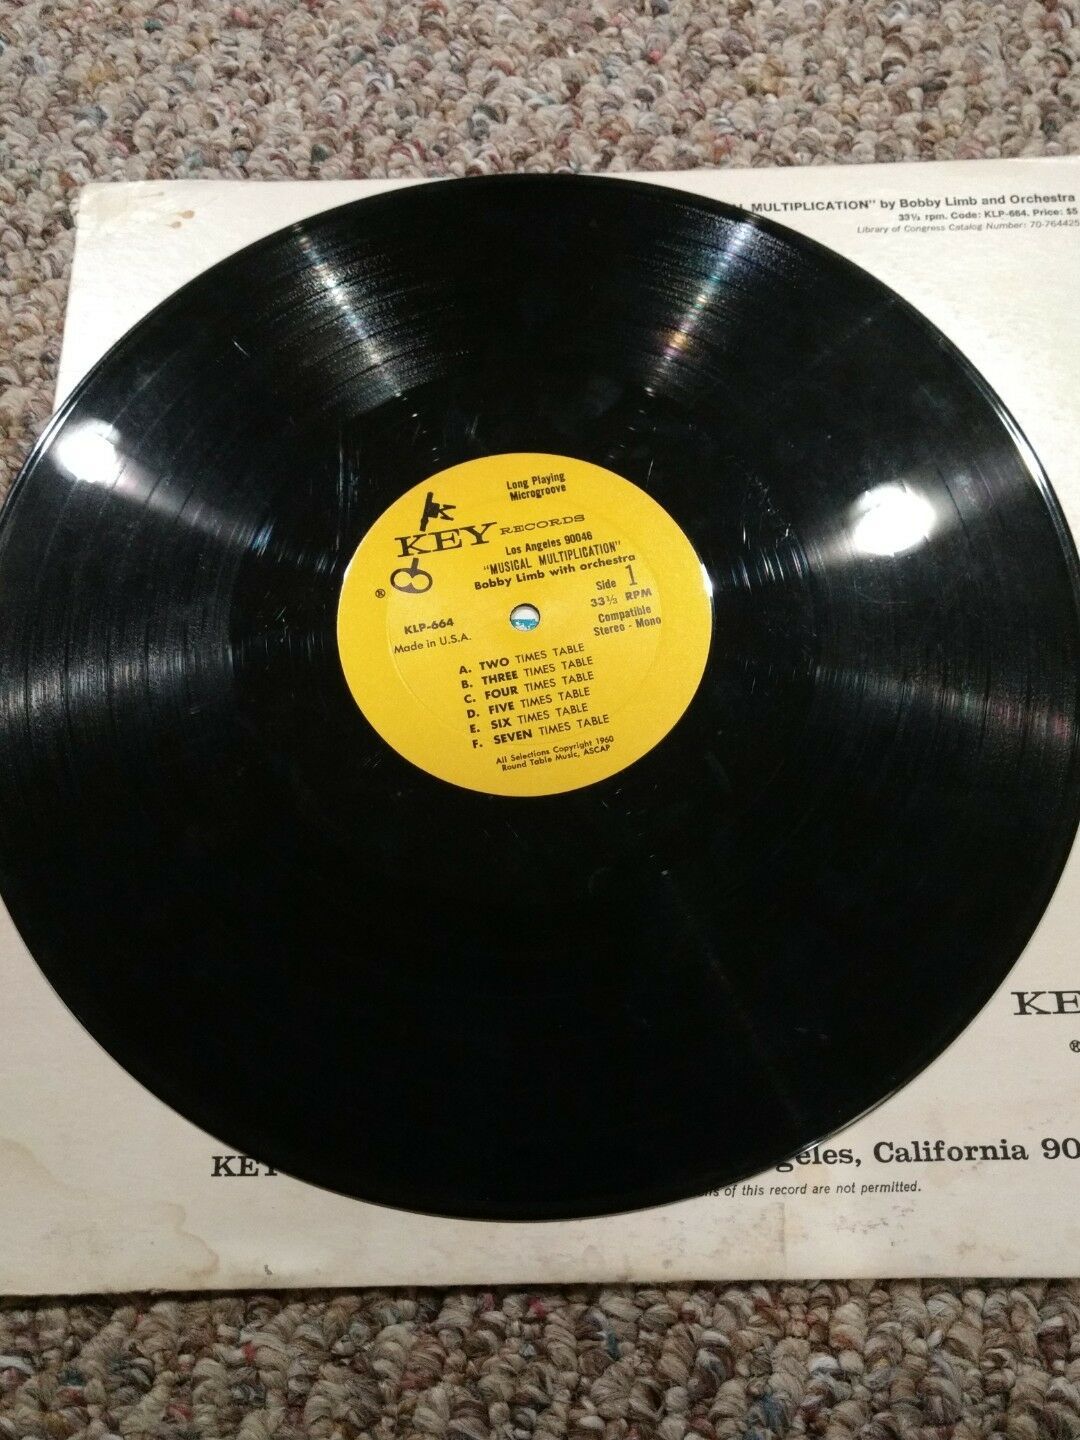 MULTIPLICATION" by Bobby Limb and Orchestra
33⅓ rpm. Code: KLP-664. Price: $5
Library of Congress Catalog Number: 70-764425
Long Playing
Microgroove
KEY RECORDS
®
Los Angeles 90046
"MUSICAL MULTIPLICATION"
Bobby Limb with orchestra
Side 1
33⅓ RPM
Compatible
Stereo - Mono
KLP-664
Made in U.S.A.
A. TWO TIMES TABLE
B. THREE TIMES TABLE
C. FOUR TIMES TABLE
D. FIVE TIMES TABLE
E. SIX TIMES TABLE
F. SEVEN TIMES TABLE
All Selections Copyright 1960
Round Table Music, ASCAP
KE
®
KEY geles, California 90
of this record are not permitted.